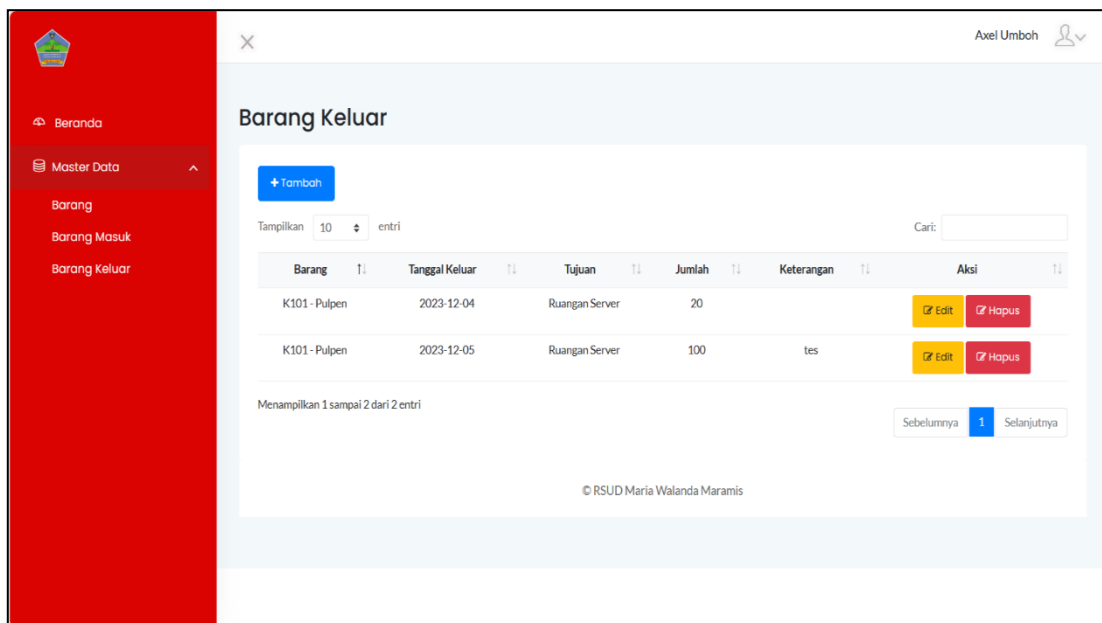 Axel Umboh
Beranda
Master Data
Barang
Barang Masuk
Barang Keluar
Barang Keluar
+Tambah
Tampilkan 10 entri
Cari:
Barang Tanggal Keluar Tujuan Jumlah Keterangan Aksi
K101 - Pulpen 2023-12-04 Ruangan Server 20 Edit Hapus
K101 - Pulpen 2023-12-05 Ruangan Server 100 tes Edit Hapus
Menampilkan 1 sampai 2 dari 2 entri
Sebelumnya 1 Selanjutnya
© RSUD Maria Walanda Maramis